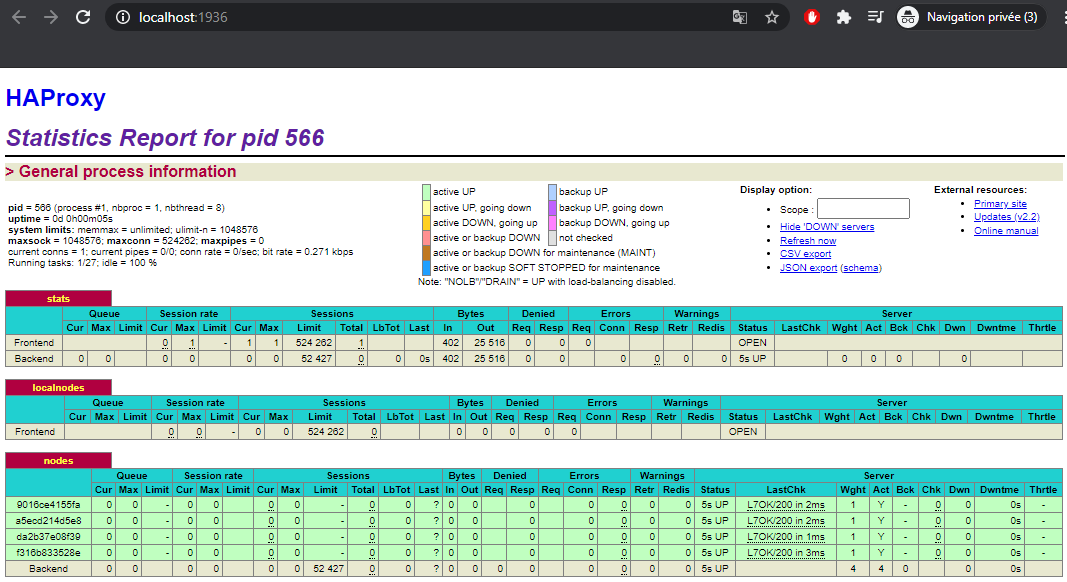 localhost:1936
Navigation privée (3)
HAProxy
Statistics Report for pid 566
> General process information
pid = 566 (process #1, nbproc = 1, nbthread = 8)
uptime = 0d 0h00m05s
system limits: memmax = unlimited; ulimit-n = 1048576
maxsock = 1048576; maxconn = 524262; maxpipes = 0
current conns = 1; current pipes = 0/0; conn rate = 0/sec; bit rate = 0.271 kbps
Running tasks: 1/27; idle = 100 %
active UP
backup UP
active UP, going down
backup UP, going down
active DOWN, going up
backup DOWN, going up
active or backup DOWN
not checked
active or backup DOWN for maintenance (MAINT)
active or backup SOFT STOPPED for maintenance
Note: "NOLB"/"DRAIN" = UP with load-balancing disabled.
Display option:
Scope :
Hide 'DOWN' servers
Refresh now
CSV export
JSON export (schema)
External resources:
Primary site
Updates (v2.2)
Online manual
stats
Queue Session rate Sessions Bytes Denied Errors Warnings Server
Cur Max Limit Cur Max Limit Cur Max Limit Total LbTot Last In Out Req Resp Req Conn Resp Retr Redis Status LastChk Wght Act Bck Chk Dwn Dwntme Thrtle
Frontend 0 1 - 1 1 524 262 1 402 25 516 0 0 0 OPEN
Backend 0 0 0 0 0 0 52 427 0 0 0s 402 25 516 0 0 0 0 0 0 5s UP 0 0 0 0
localnodes
Queue Session rate Sessions Bytes Denied Errors Warnings Server
Cur Max Limit Cur Max Limit Cur Max Limit Total LbTot Last In Out Req Resp Req Conn Resp Retr Redis Status LastChk Wght Act Bck Chk Dwn Dwntme Thrtle
Frontend 0 0 - 0 0 524 262 0 0 0 0 0 0 OPEN
nodes
Queue Session rate Sessions Bytes Denied Errors Warnings Server
Cur Max Limit Cur Max Limit Cur Max Limit Total LbTot Last In Out Req Resp Req Conn Resp Retr Redis Status LastChk Wght Act Bck Chk Dwn Dwntme Thrtle
9016ce4155fa 0 0 - 0 0 0 0 - 0 0 ? 0 0 0 0 0 0 0 5s UP L7OK/200 in 2ms 1 Y - 0 0 0s -
a5ecd214d5e8 0 0 - 0 0 0 0 - 0 0 ? 0 0 0 0 0 0 0 5s UP L7OK/200 in 2ms 1 Y - 0 0 0s -
da2b37e08f39 0 0 - 0 0 0 0 - 0 0 ? 0 0 0 0 0 0 0 5s UP L7OK/200 in 1ms 1 Y - 0 0 0s -
f316b833528e 0 0 - 0 0 0 0 - 0 0 ? 0 0 0 0 0 0 0 5s UP L7OK/200 in 3ms 1 Y - 0 0 0s -
Backend 0 0 0 0 0 0 52 427 0 0 ? 0 0 0 0 0 0 0 0 5s UP 4 4 0 0 0s